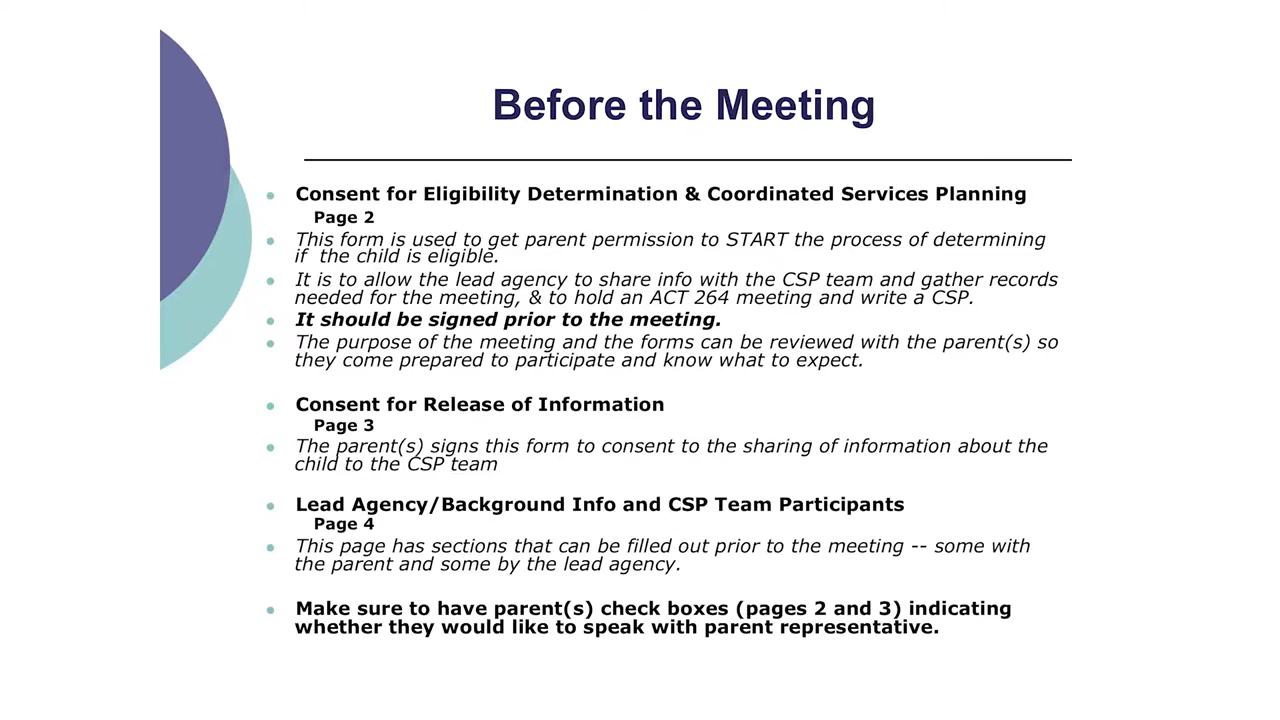 Before the Meeting
Consent for Eligibility Determination & Coordinated Services Planning
Page 2
This form is used to get parent permission to START the process of determining
if the child is eligible.
It is to allow the lead agency to share info with the CSP team and gather records
needed for the meeting, & to hold an ACT 264 meeting and write a CSP.
It should be signed prior to the meeting.
The purpose of the meeting and the forms can be reviewed with the parent(s) so
they come prepared to participate and know what to expect.
Consent for Release of Information
Page 3
The parent(s) signs this form to consent to the sharing of information about the
child to the CSP team
Lead Agency/Background Info and CSP Team Participants
Page 4
This page has sections that can be filled out prior to the meeting -- some with
the parent and some by the lead agency.
Make sure to have parent(s) check boxes (pages 2 and 3) indicating
whether they would like to speak with parent representative.